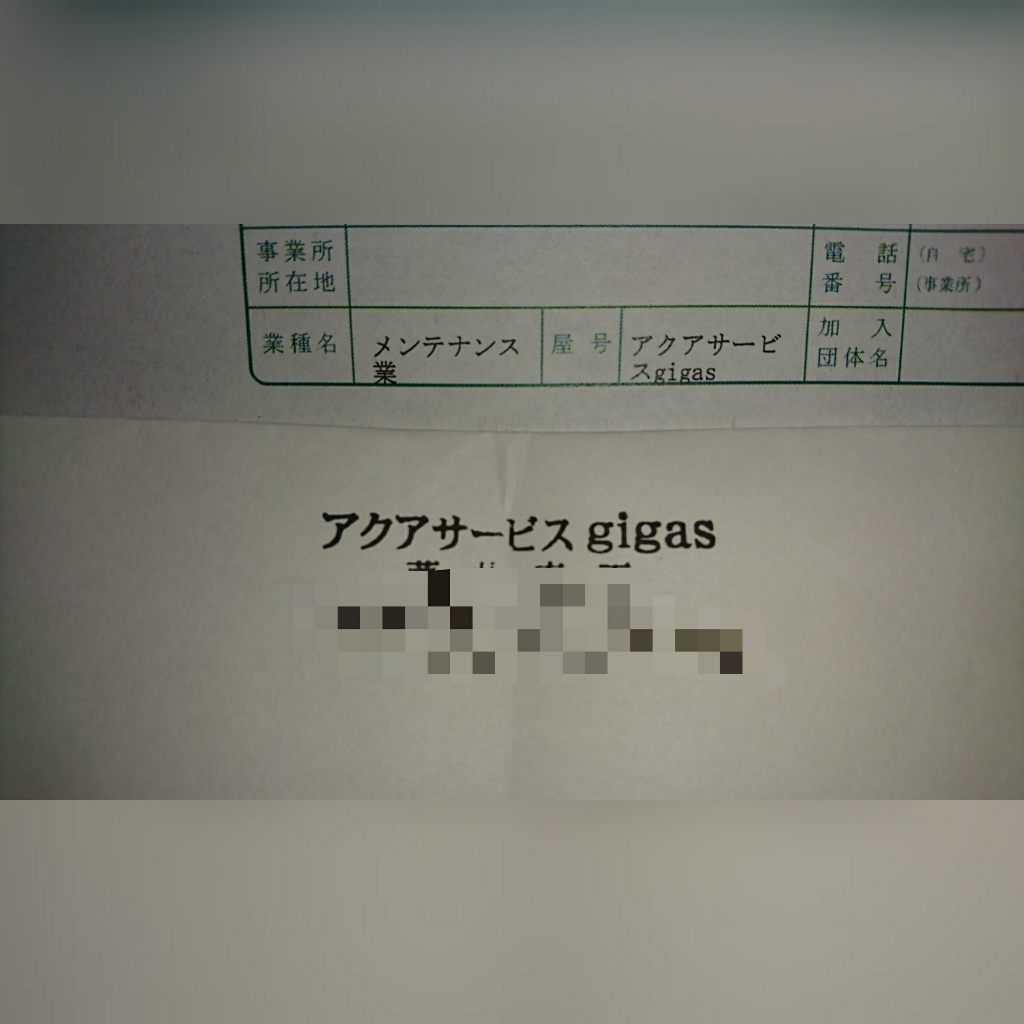 事業所
所在地
電話
番号
(自宅)
(事業所)
業種名
メンテナンス
業
屋号
アクアサービ
スgigas
加入
団体名
アクアサービス gigas